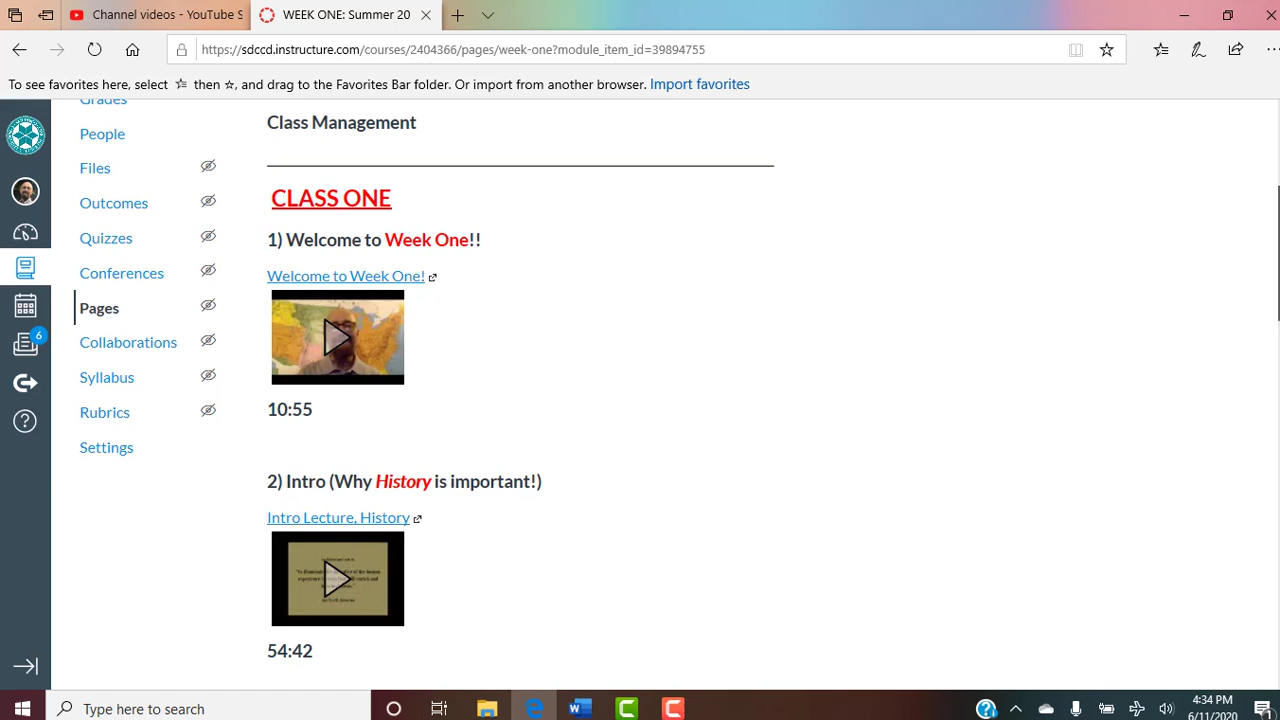 Channel videos - YouTube S
WEEK ONE: Summer 20
https://sdccd.instructure.com/courses/2404366/pages/week-one?module_item_id=39894755
To see favorites here, select then ☆, and drag to the Favorites Bar folder. Or import from another browser. Import favorites
Grades
People
Files
Outcomes
Quizzes
Conferences
Pages
Collaborations
Syllabus
Rubrics
Settings
6
Class Management
CLASS ONE
1) Welcome to Week One!!
Welcome to Week One!
10:55
2) Intro (Why History is important!)
Intro Lecture, History
54:42
Type here to search
4:34 PM
6/11/2020